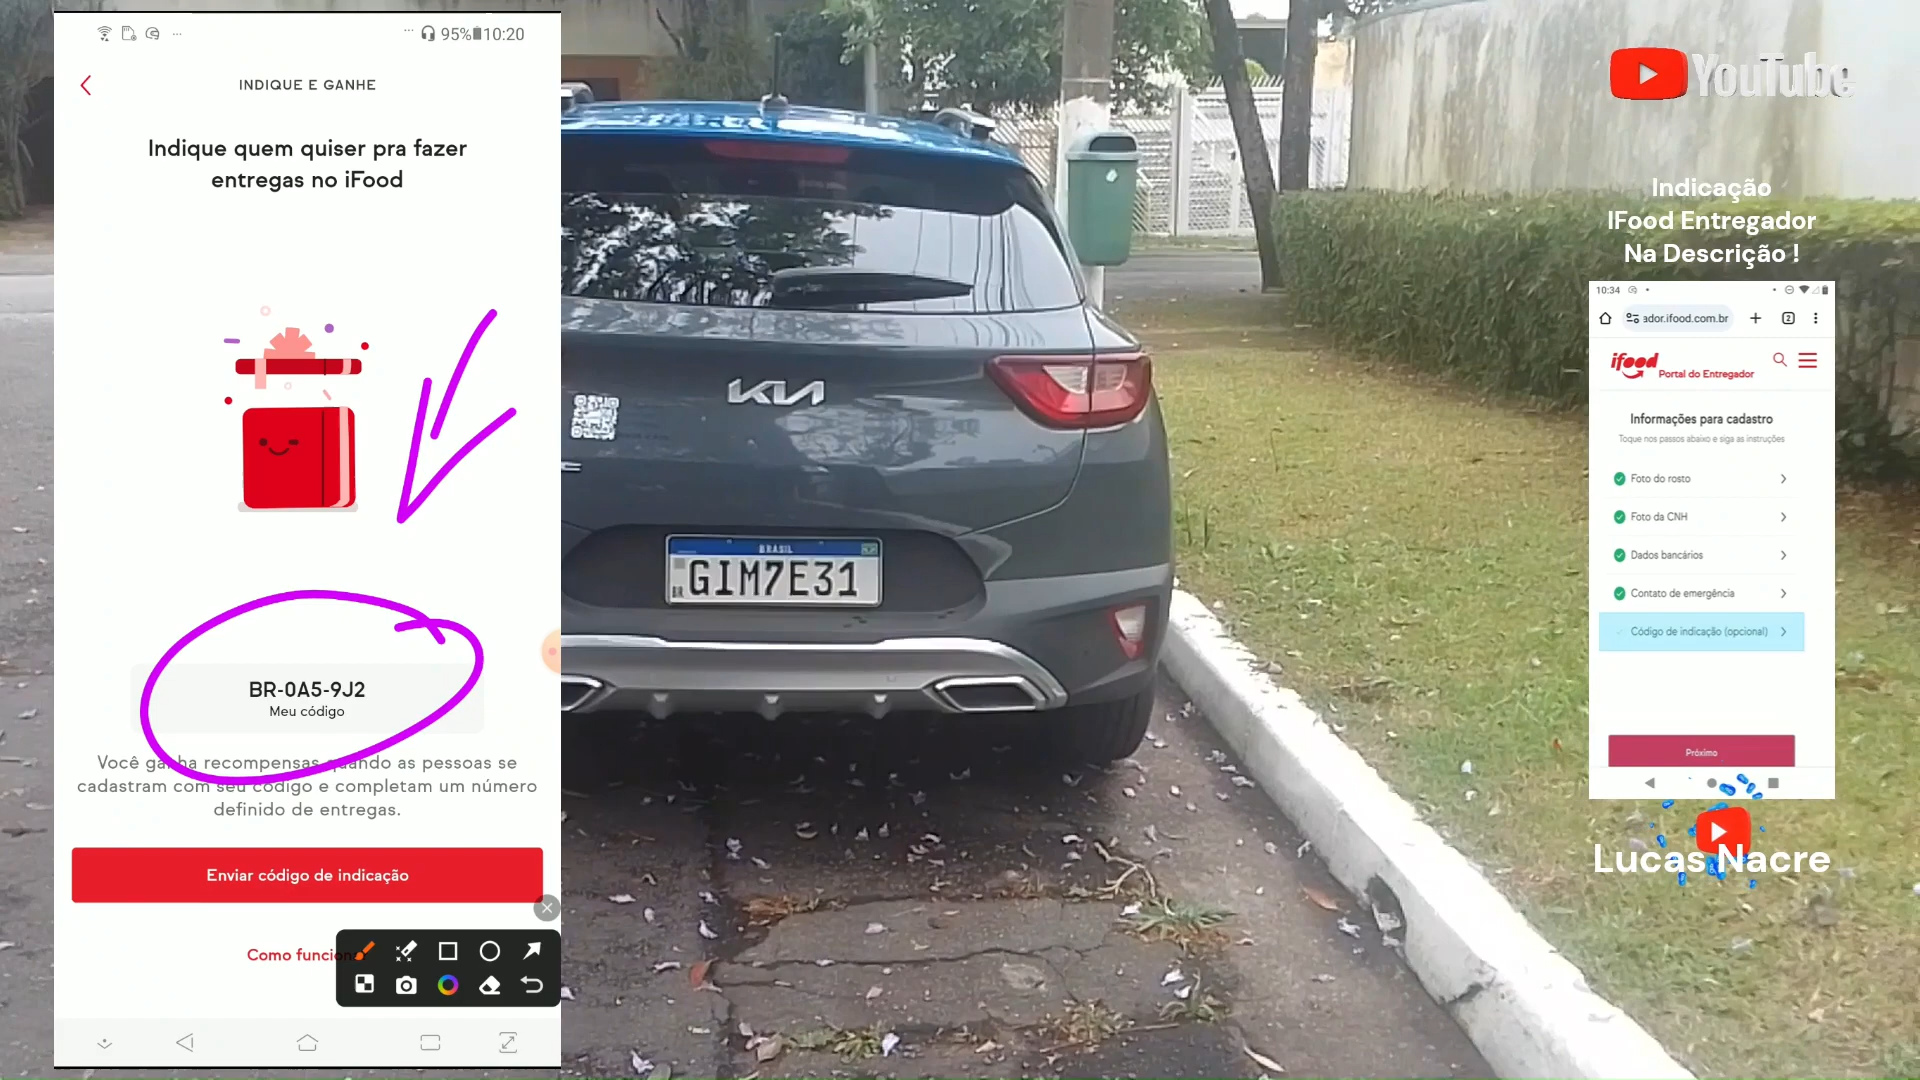 95% 10:20
INDIQUE E GANHE
Indique quem quiser pra fazer
entregas no iFood
BR-0A5-9J2
Meu código
Você ganha recompensas quando as pessoas se
cadastram com seu código e completam um número
definido de entregas.
Enviar código de indicação
Como funciona
KIA
BRASIL
BR
GIM7E31
YouTube
Indicação
IFood Entregador
Na Descrição !
10:34
ador.ifood.com.br
2
ifood
Portal do Entregador
Informações para cadastro
Toque nos passos abaixo e siga as instruções
Foto do rosto
Foto da CNH
Dados bancários
Contato de emergência
Código de indicação (opcional)
Próximo
Lucas Nacre